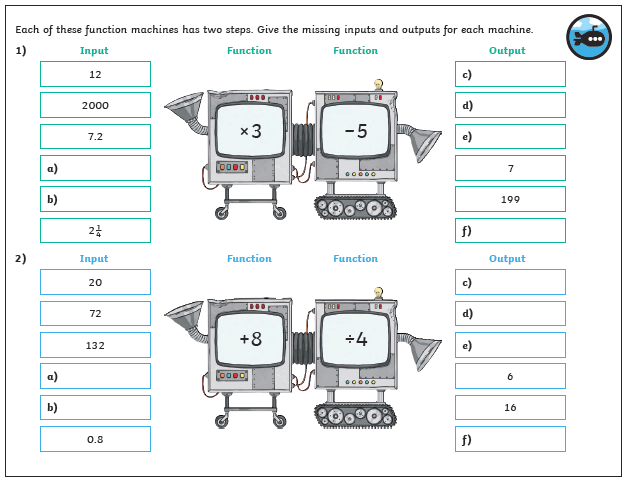 Each of these function machines has two steps. Give the missing inputs and outputs for each machine.
1) Input Function Function Output
12 c)
2000 d)
7.2 e)
×3 −5
a) 7
b) 199
2¼ f)
2) Input Function Function Output
20 c)
72 d)
132 e)
+8 ÷4
a) 6
b) 16
0.8 f)